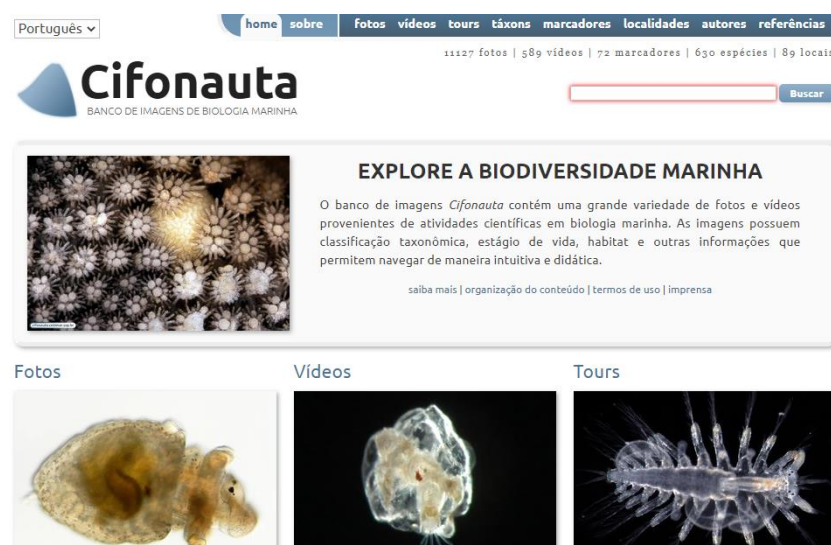 Português
home sobre fotos vídeos tours táxons marcadores localidades autores referências
11127 fotos | 589 vídeos | 72 marcadores | 630 espécies | 89 locais
Cifonauta
BANCO DE IMAGENS DE BIOLOGIA MARINHA
Buscar
EXPLORE A BIODIVERSIDADE MARINHA
O banco de imagens Cifonauta contém uma grande variedade de fotos e vídeos
provenientes de atividades científicas em biologia marinha. As imagens possuem
classificação taxonômica, estágio de vida, habitat e outras informações que
permitem navegar de maneira intuitiva e didática.
saiba mais | organização do conteúdo | termos de uso | imprensa
Fotos
Vídeos
Tours